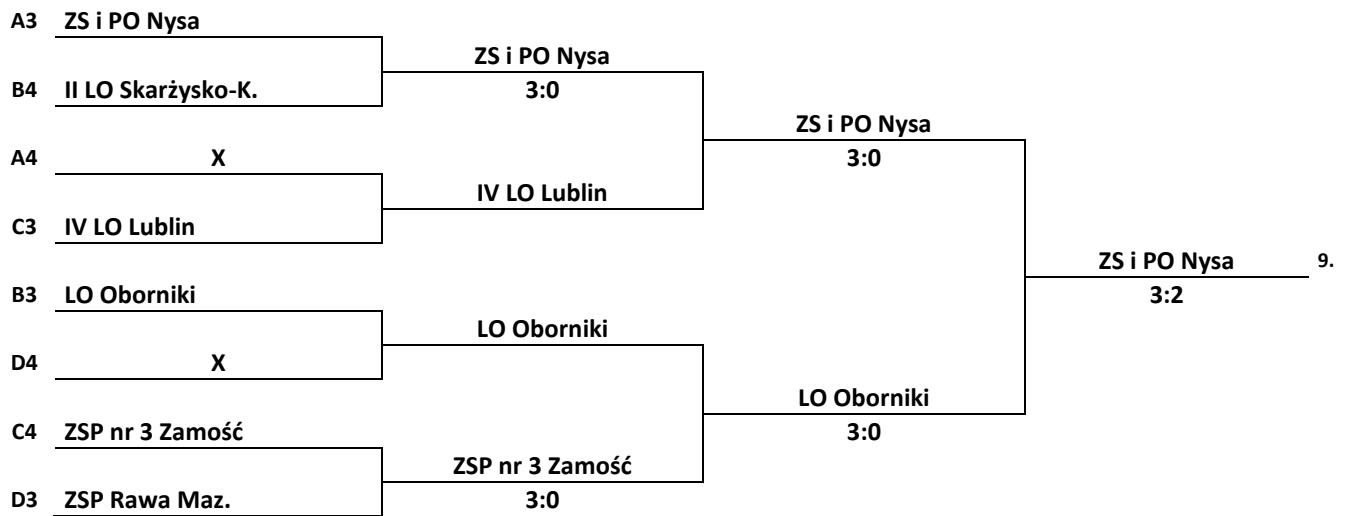 A3 ZS i PO Nysa
ZS i PO Nysa
B4 II LO Skarżysko-K.
3:0
ZS i PO Nysa
A4 X
3:0
IV LO Lublin
C3 IV LO Lublin
ZS i PO Nysa 9.
B3 LO Oborniki
3:2
LO Oborniki
D4 X
LO Oborniki
C4 ZSP nr 3 Zamość
3:0
ZSP nr 3 Zamość
D3 ZSP Rawa Maz.
3:0